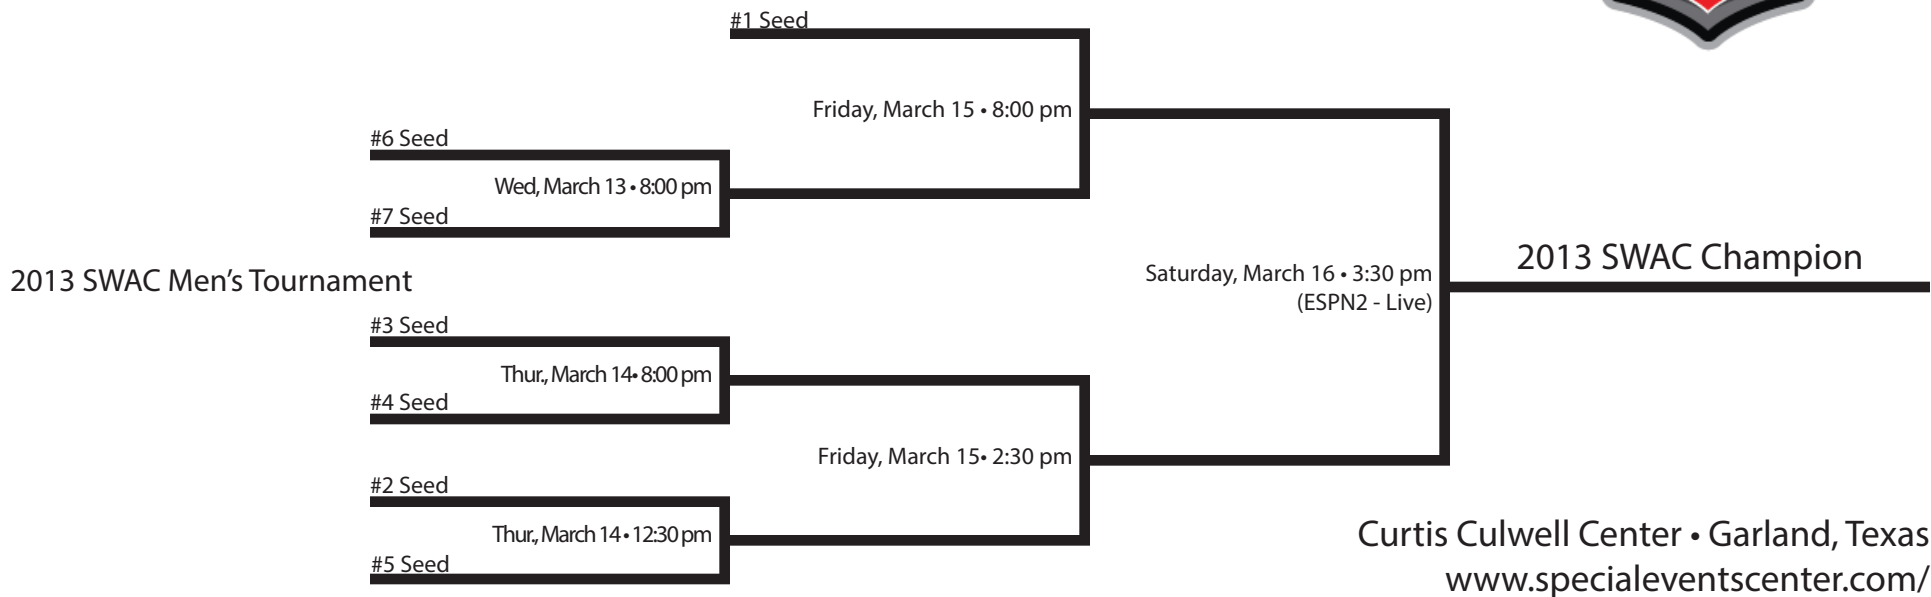 #1 Seed
Friday, March 15 • 8:00 pm
#6 Seed
Wed, March 13 • 8:00 pm
#7 Seed
2013 SWAC Men’s Tournament
#3 Seed
Thur., March 14• 8:00 pm
#4 Seed
Friday, March 15• 2:30 pm
#2 Seed
Thur., March 14 • 12:30 pm
#5 Seed
Saturday, March 16 • 3:30 pm
(ESPN2 - Live)
2013 SWAC Champion
Curtis Culwell Center • Garland, Texas
www.specialeventscenter.com/